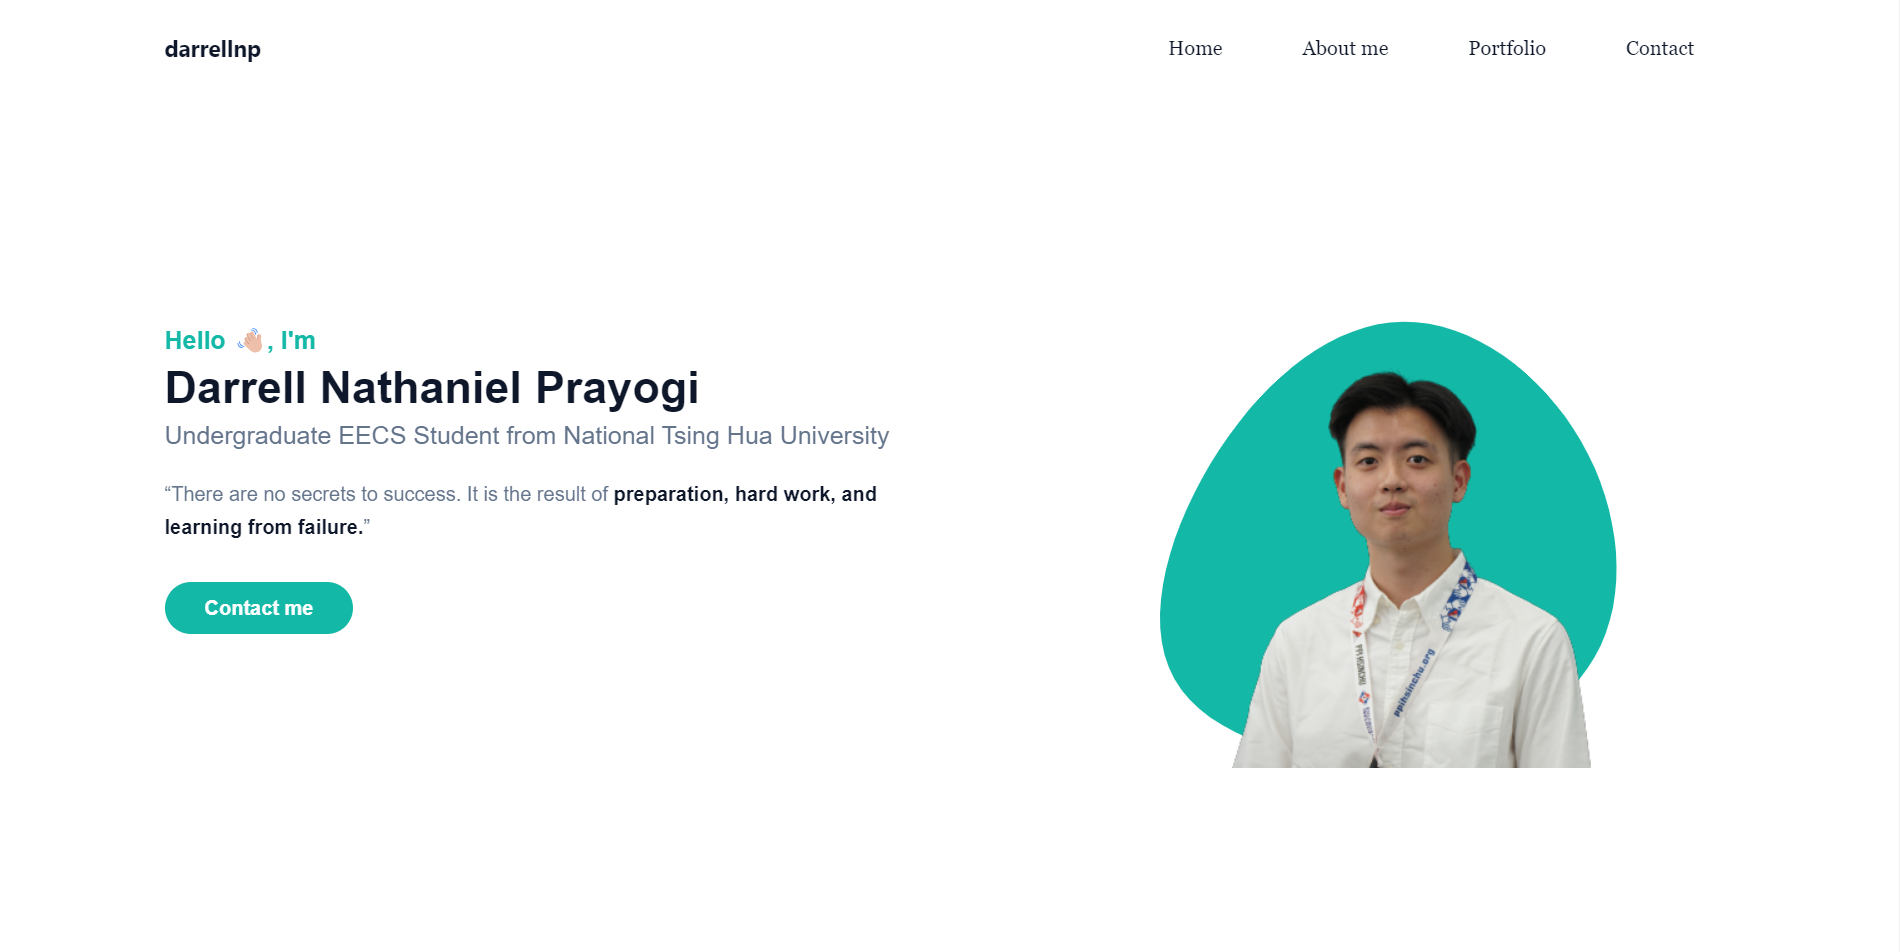 darrellnp
Home About me Portfolio Contact
Hello 👋🏻, I'm
Darrell Nathaniel Prayogi
Undergraduate EECS Student from National Tsing Hua University
“There are no secrets to success. It is the result of preparation, hard work, and
learning from failure.”
Contact me
PPI HSINCHU
ppihsinchu.org